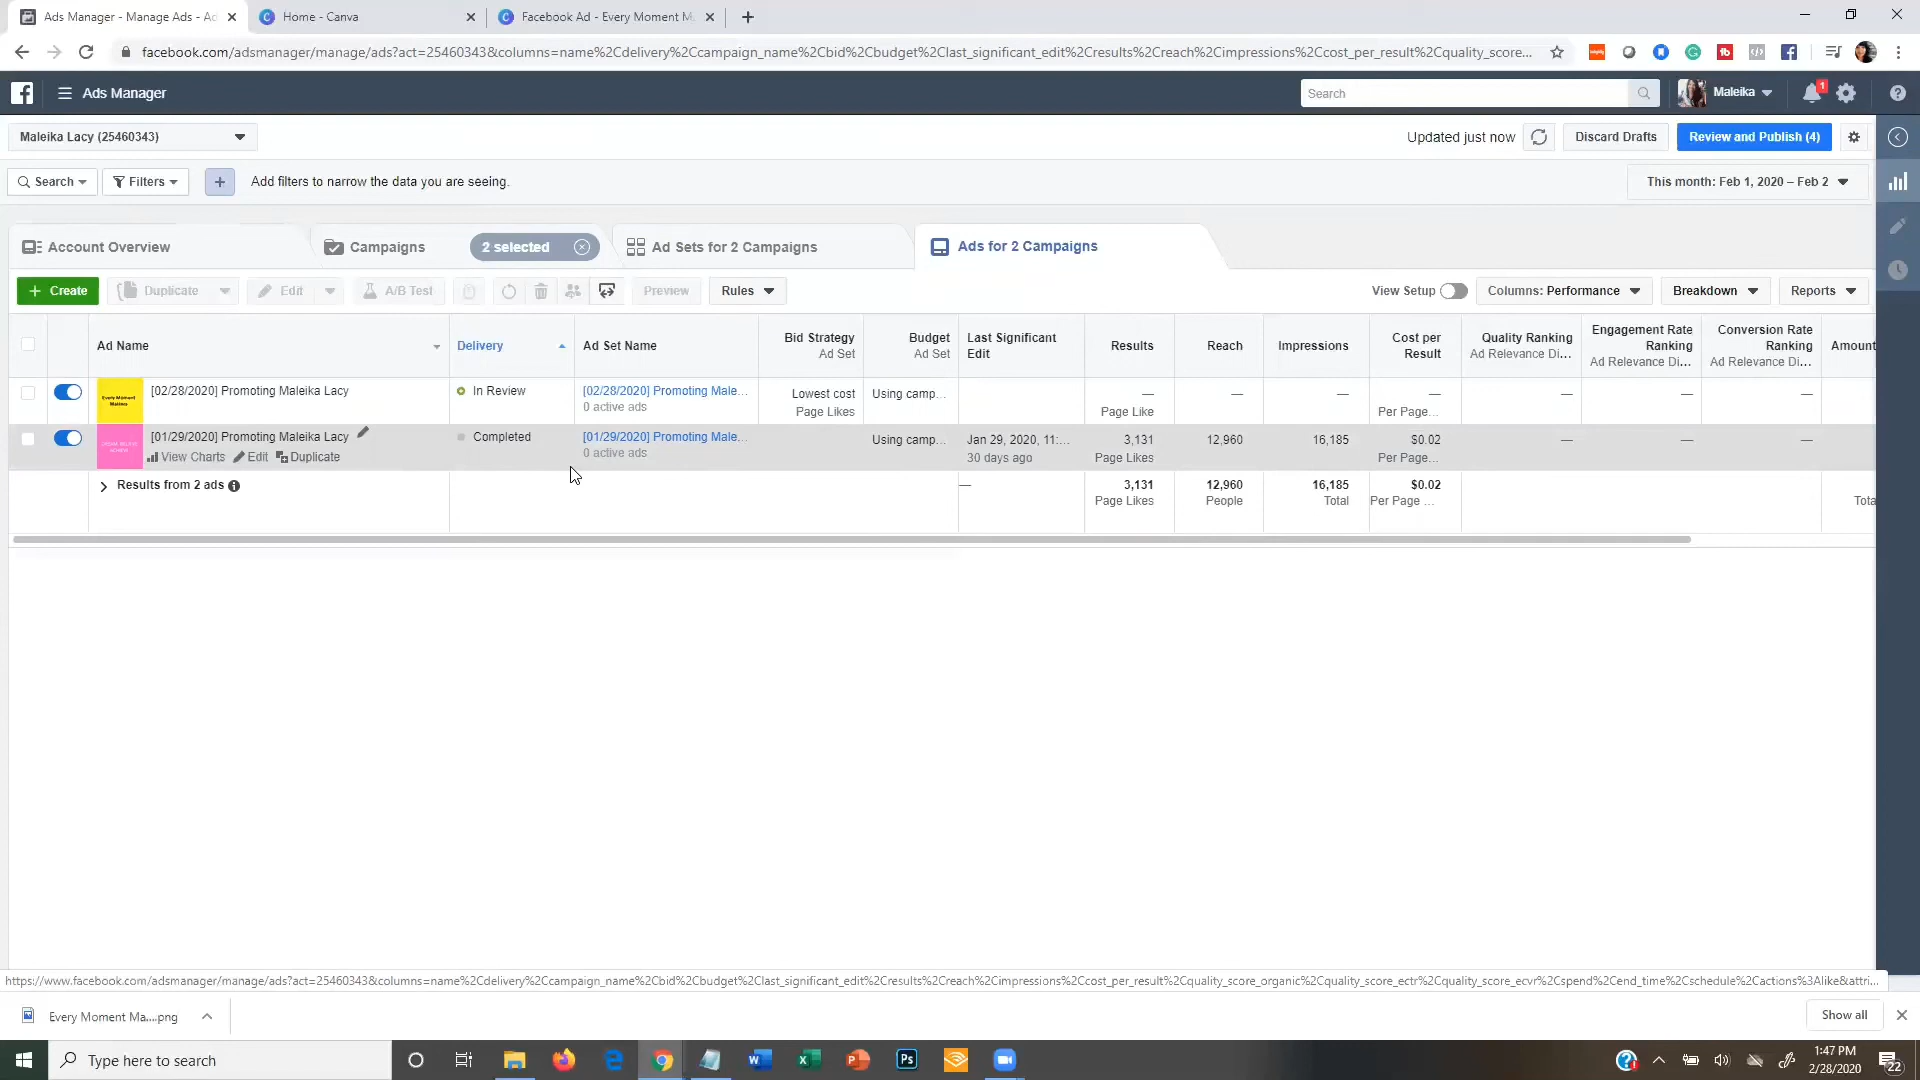 Ads Manager - Manage Ads - Ad
Home - Canva
Facebook Ad - Every Moment M
facebook.com/adsmanager/manage/ads?act=25460343&columns=name%2Cdelivery%2Ccampaign_name%2Cbid%2Cbudget%2Clast_significant_edit%2Cresults%2Creach%2Cimpressions%2Ccost_per_result%2Cquality_score...
Ads Manager
Search
Maleika
1
Maleika Lacy (25460343)
Updated just now
Discard Drafts
Review and Publish (4)
Search
Filters
Add filters to narrow the data you are seeing.
This month: Feb 1, 2020 – Feb 2
Account Overview
Campaigns
2 selected
Ad Sets for 2 Campaigns
Ads for 2 Campaigns
+ Create
Duplicate
Edit
A/B Test
Preview
Rules
View Setup
Columns: Performance
Breakdown
Reports
Ad Name
Delivery
Ad Set Name
Bid Strategy
Ad Set
Budget
Ad Set
Last Significant
Edit
Results
Reach
Impressions
Cost per
Result
Quality Ranking
Ad Relevance Di...
Engagement Rate
Ranking
Ad Relevance Di...
Conversion Rate
Ranking
Ad Relevance Di...
Amount
Every Moment
Matters
[02/28/2020] Promoting Maleika Lacy
In Review
[02/28/2020] Promoting Male...
0 active ads
Lowest cost
Page Likes
Using camp...
—
Page Like
—
—
—
Per Page...
—
—
—
[01/29/2020] Promoting Maleika Lacy
View Charts
Edit
Duplicate
Completed
[01/29/2020] Promoting Male...
0 active ads
Using camp...
Jan 29, 2020, 11:...
30 days ago
3,131
Page Likes
12,960
16,185
$0.02
Per Page...
—
—
—
Results from 2 ads
—
3,131
Page Likes
12,960
People
16,185
Total
$0.02
Per Page ...
Tota
https://www.facebook.com/adsmanager/manage/ads?act=25460343&columns=name%2Cdelivery%2Ccampaign_name%2Cbid%2Cbudget%2Clast_significant_edit%2Cresults%2Creach%2Cimpressions%2Ccost_per_result%2Cquality_score_organic%2Cquality_score_ectr%2Cquality_score_ecvr%2Cspend%2Cend_time%2Cschedule%2Cactions%3Alike&attri...
Every Moment Ma....png
Show all
Type here to search
1:47 PM
2/28/2020
22